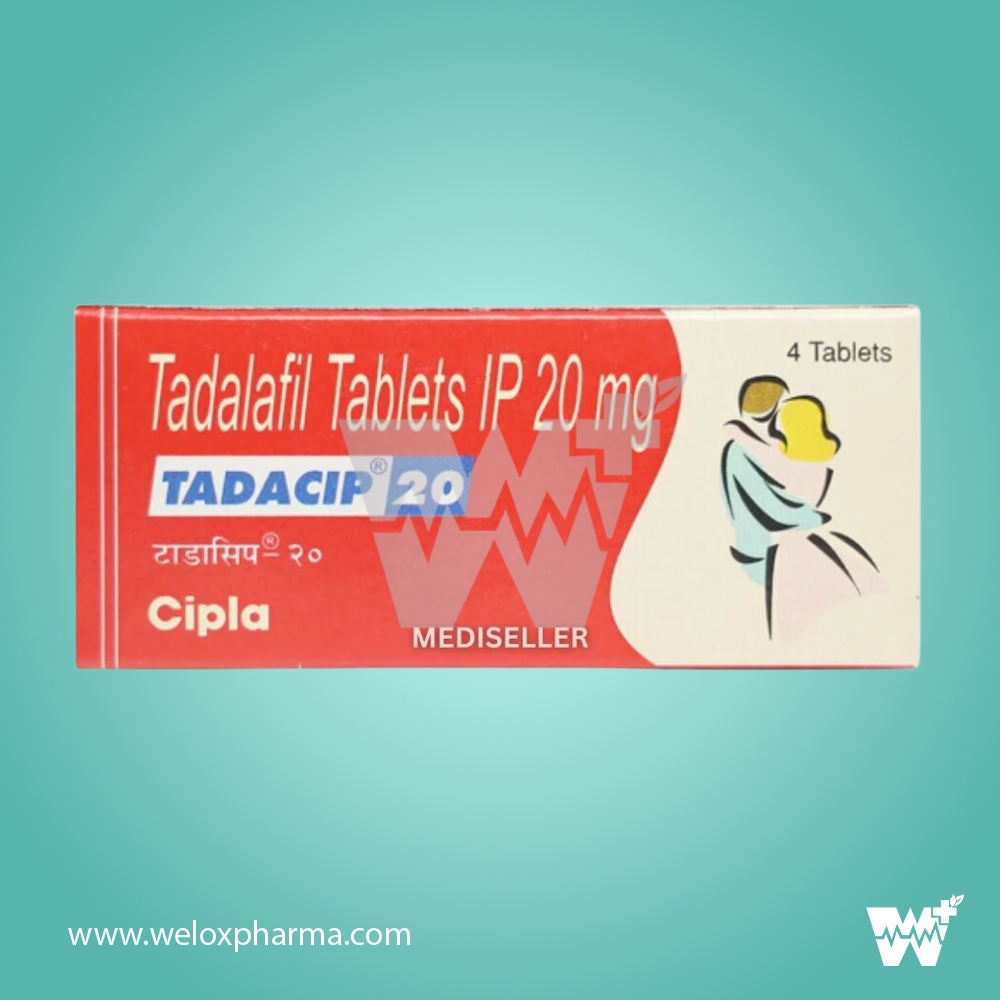 Tadalafil Tablets IP 20 mg
4 Tablets
TADACIP® 20
टाडासिप® – २०
Cipla
W+
MEDISELLER
www.weloxpharma.com
W+